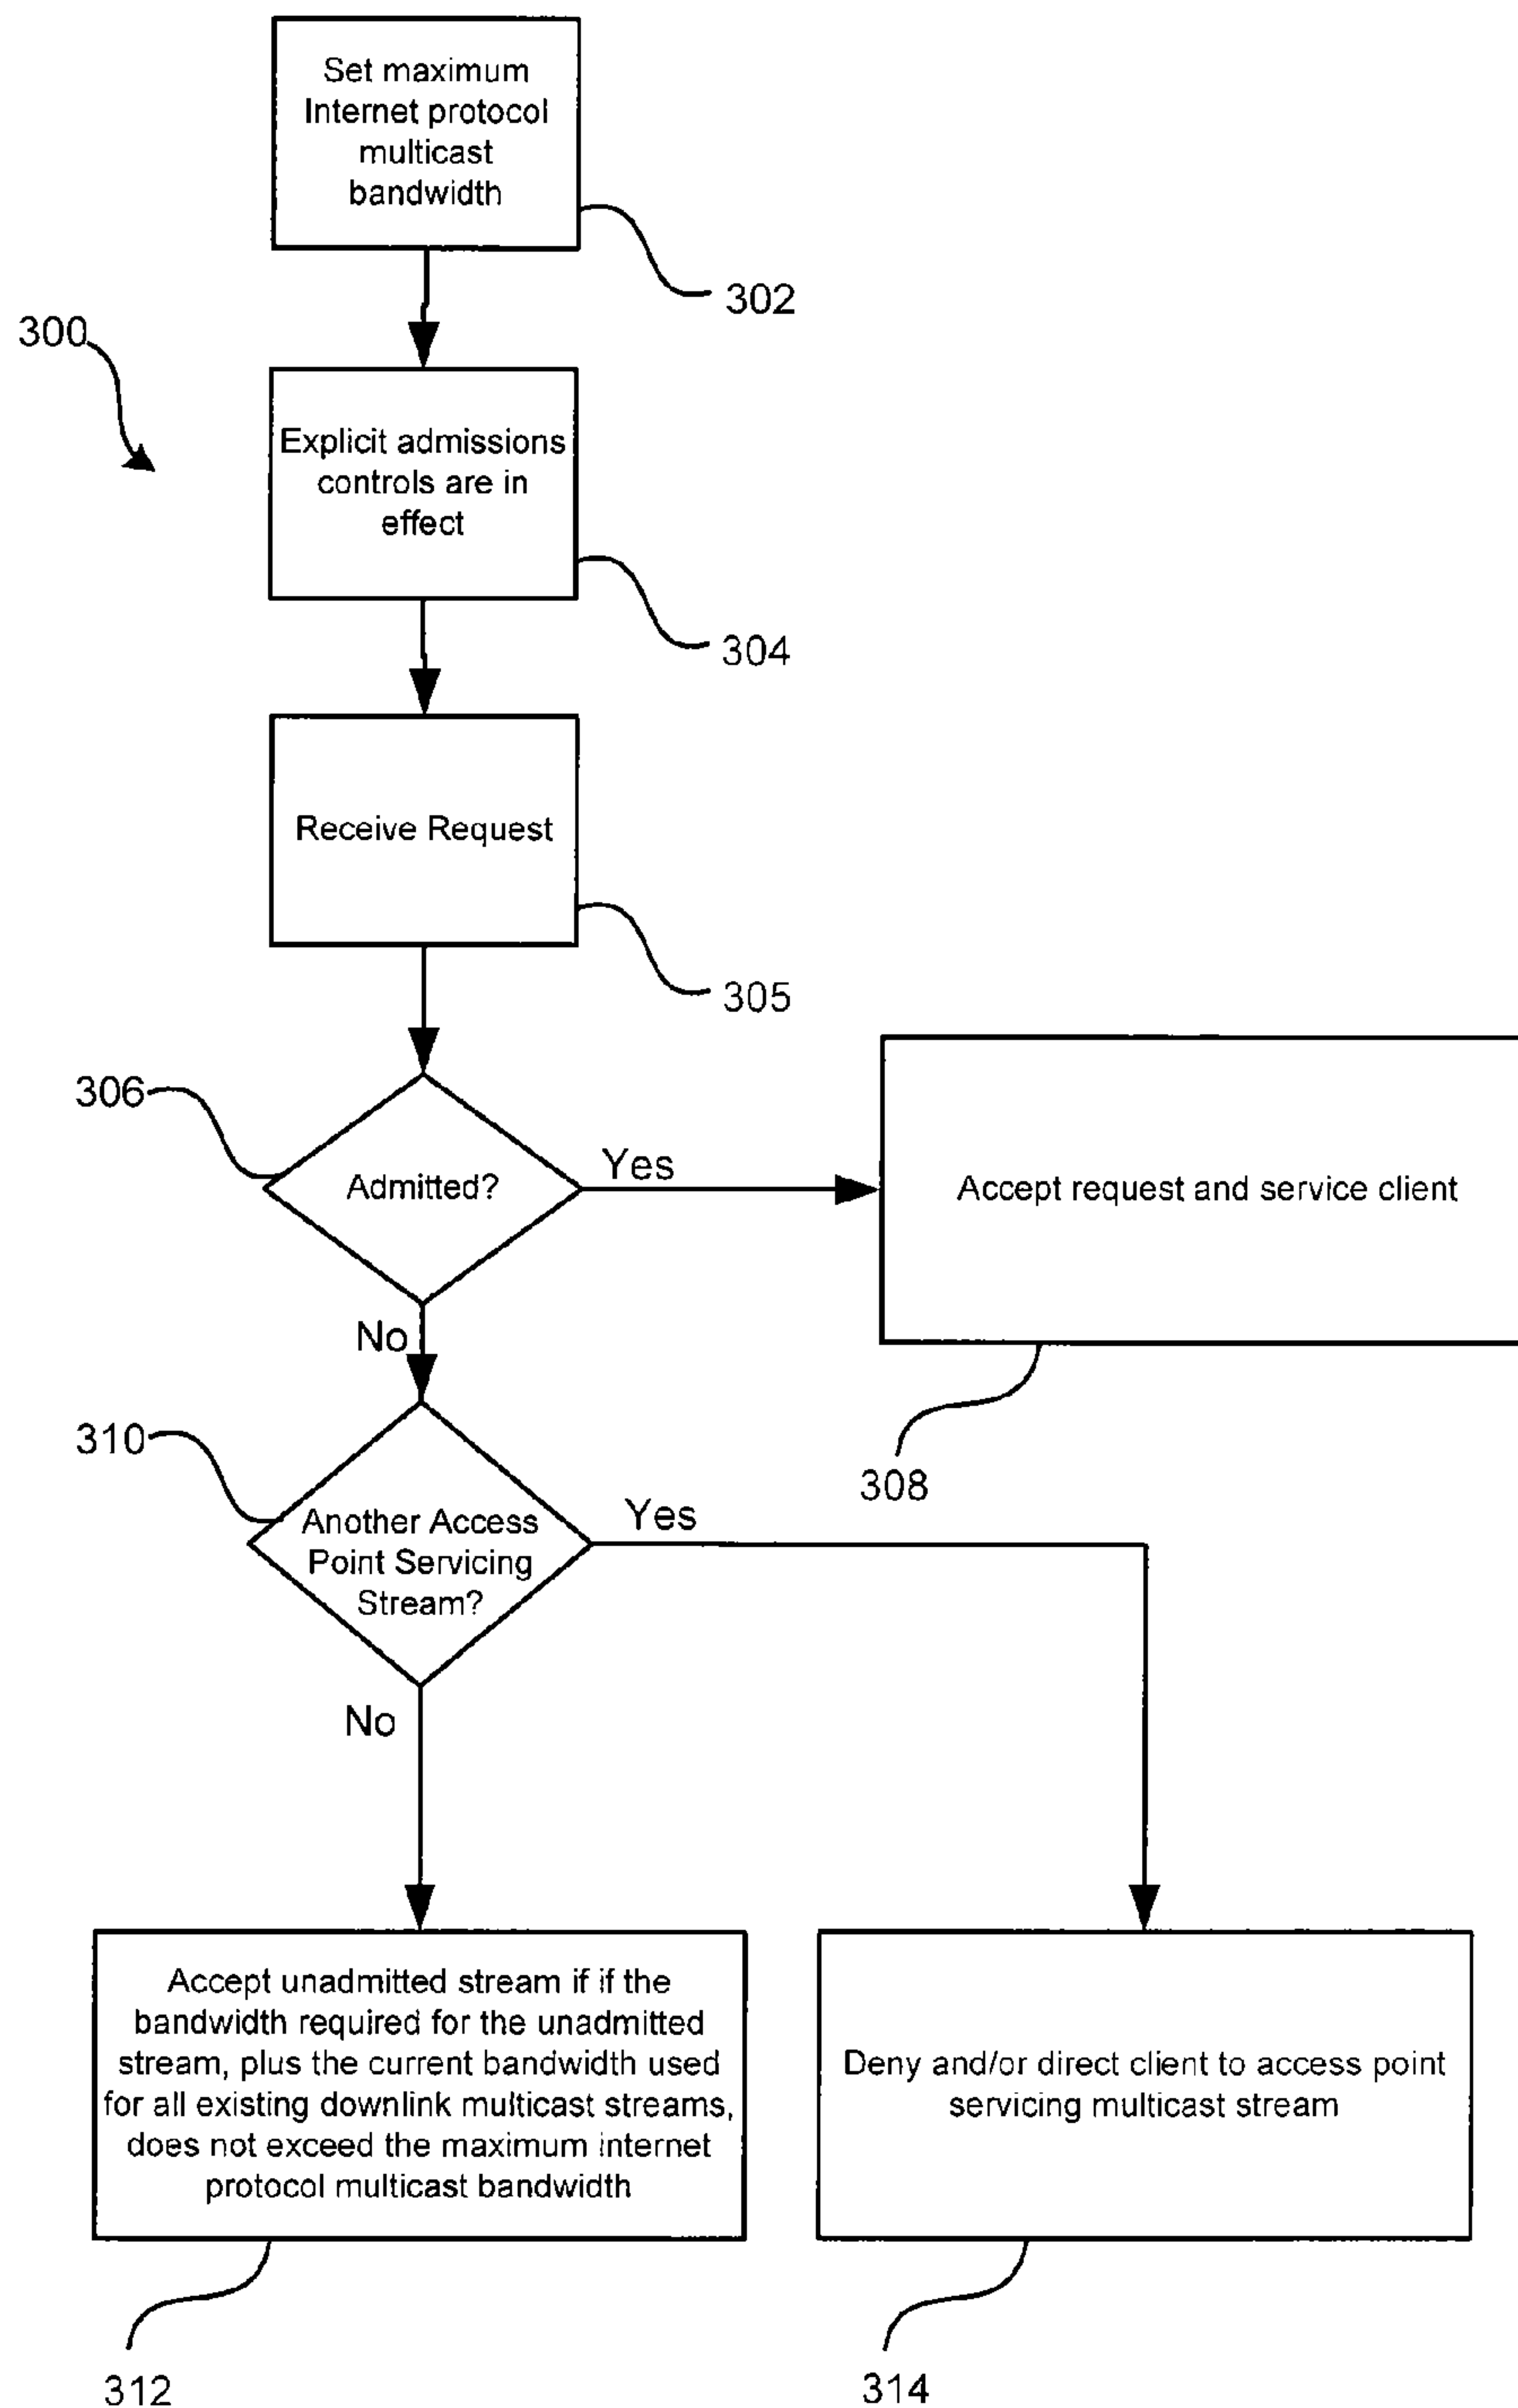 Set maximum
Internet protocol
multicast
bandwidth
302
300
Explicit admissions
controls are in
effect
304
Receive Request
305
306
Admitted?
Yes
Accept request and service client
No
308
310
Another Access
Point Servicing
Stream?
Yes
No
Accept unadmitted stream if if the
bandwidth required for the unadmitted
stream, plus the current bandwidth used
for all existing downlink multicast streams,
does not exceed the maximum internet
protocol multicast bandwidth
Deny and/or direct client to access point
servicing multicast stream
312
314